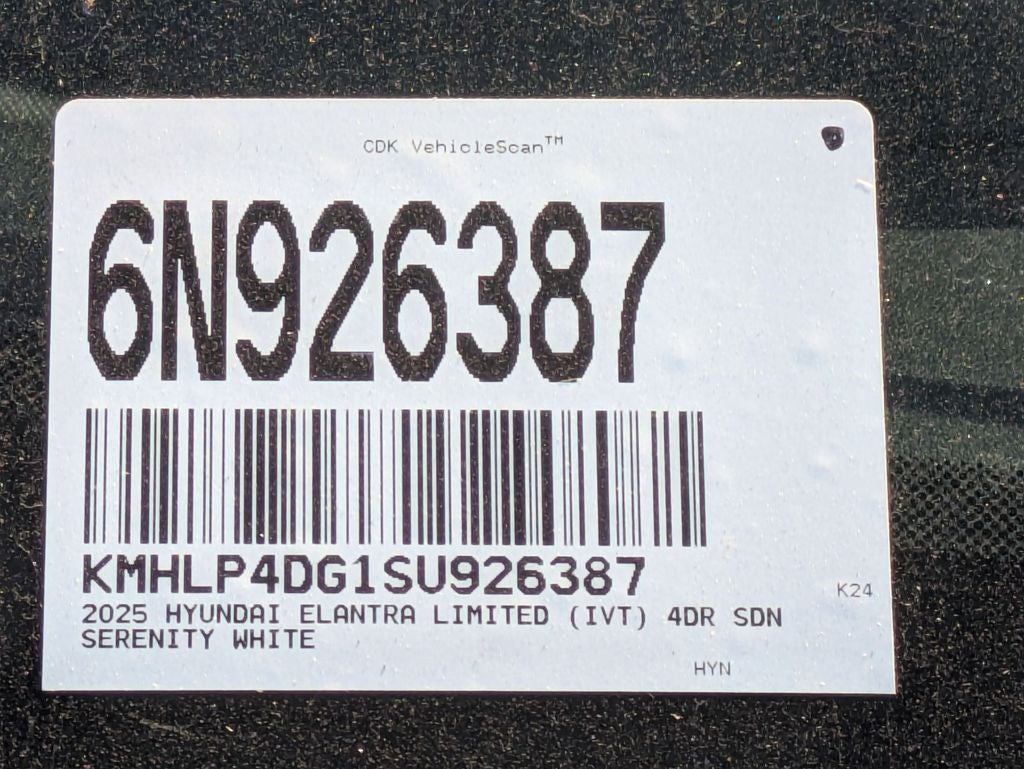 CDK VehicleScan™
6N926387
KMHLP4DG1SU926387
K24
2025 HYUNDAI ELANTRA LIMITED (IVT) 4DR SDN
SERENITY WHITE
HYN